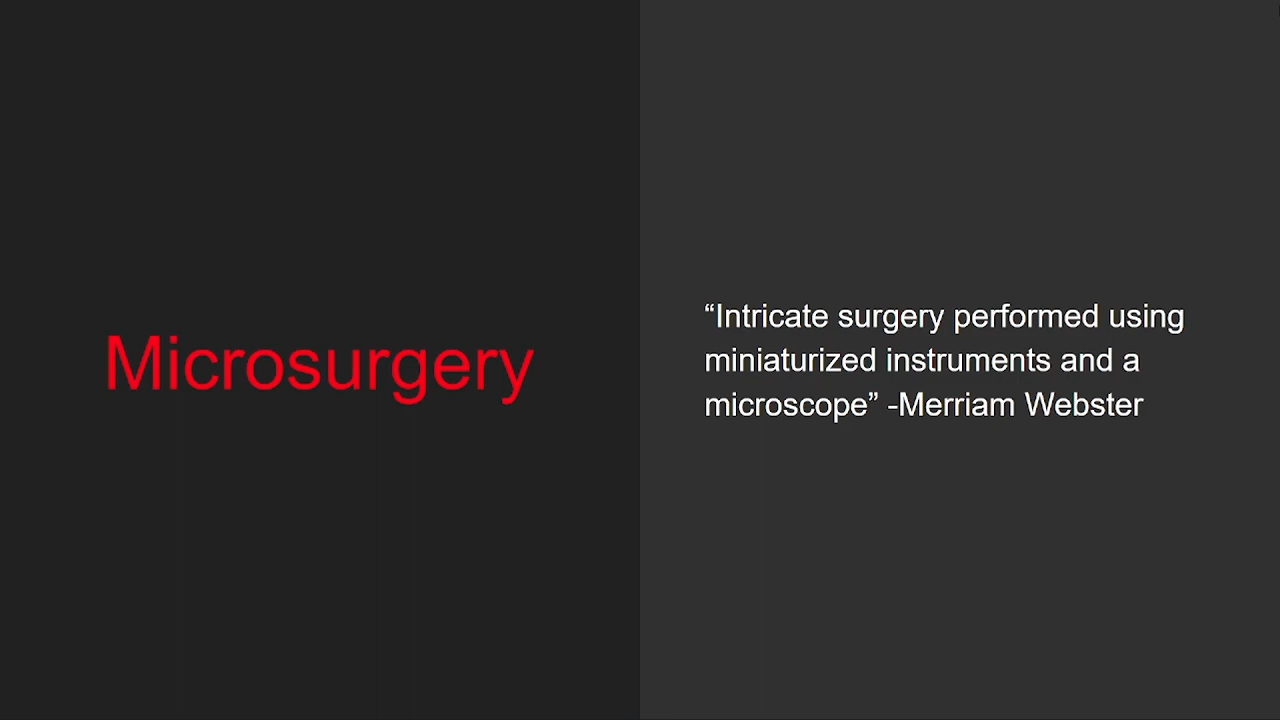 Microsurgery
“Intricate surgery performed using
miniaturized instruments and a
microscope” -Merriam Webster